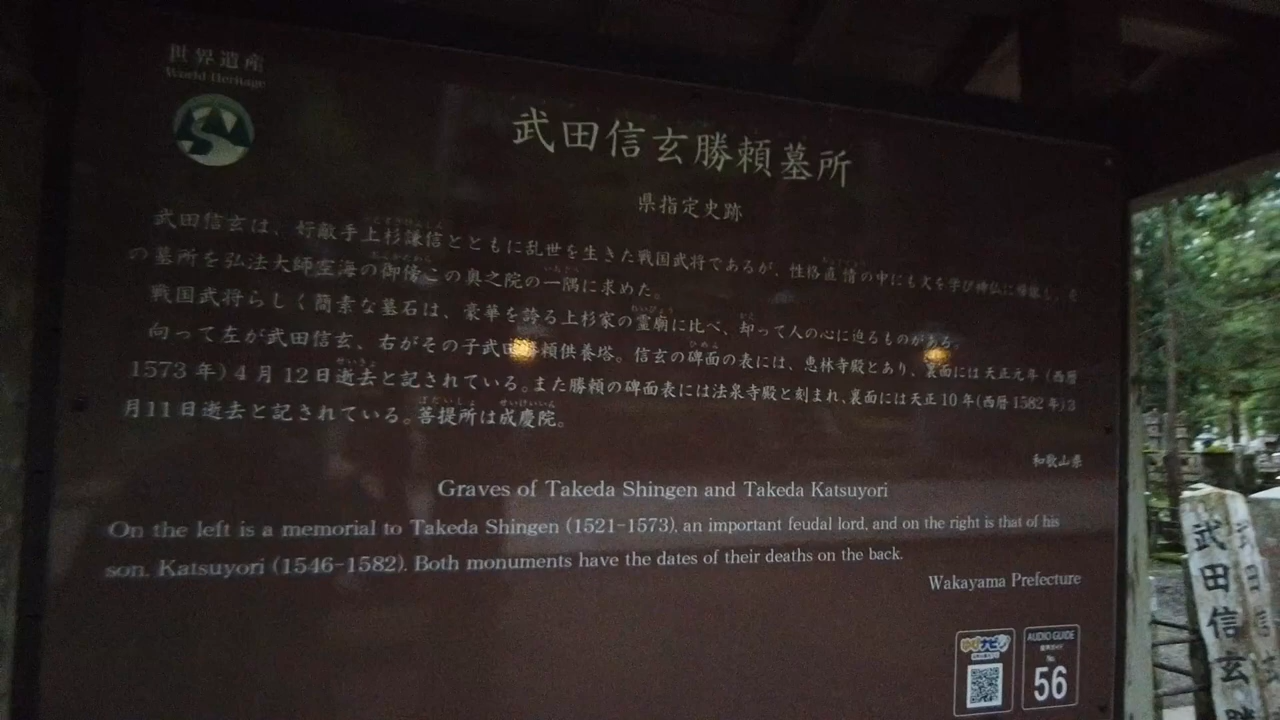 世界遺産
World Heritage
武田信玄勝頼墓所
県指定史跡
武田信玄は、好敵手上杉謙信とともに乱世を生きた戦国武将であるが、性格直情の中にも文を学び神仏に帰依し、そ
の墓所を弘法大師空海の御傍この奥之院の一隅に求めた。
戦国武将らしく簡素な墓石は、豪華を誇る上杉家の霊廟に比べ、却って人の心に迫るものがある。
向って左が武田信玄、右がその子武田勝頼供養塔。信玄の碑面の表には、恵林寺殿とあり、裏面には天正元年(西暦
1573年)4月12日逝去と記されている。また勝頼の碑面表には法泉寺殿と刻まれ、裏面には天正10年(西暦1582年)3
月11日逝去と記されている。菩提所は成慶院。
和歌山県
Graves of Takeda Shingen and Takeda Katsuyori
On the left is a memorial to Takeda Shingen (1521-1573), an important feudal lord, and on the right is that of his
son, Katsuyori (1546-1582). Both monuments have the dates of their deaths on the back.
Wakayama Prefecture
AUDIO GUIDE
音声ガイド
No
56
武田信玄